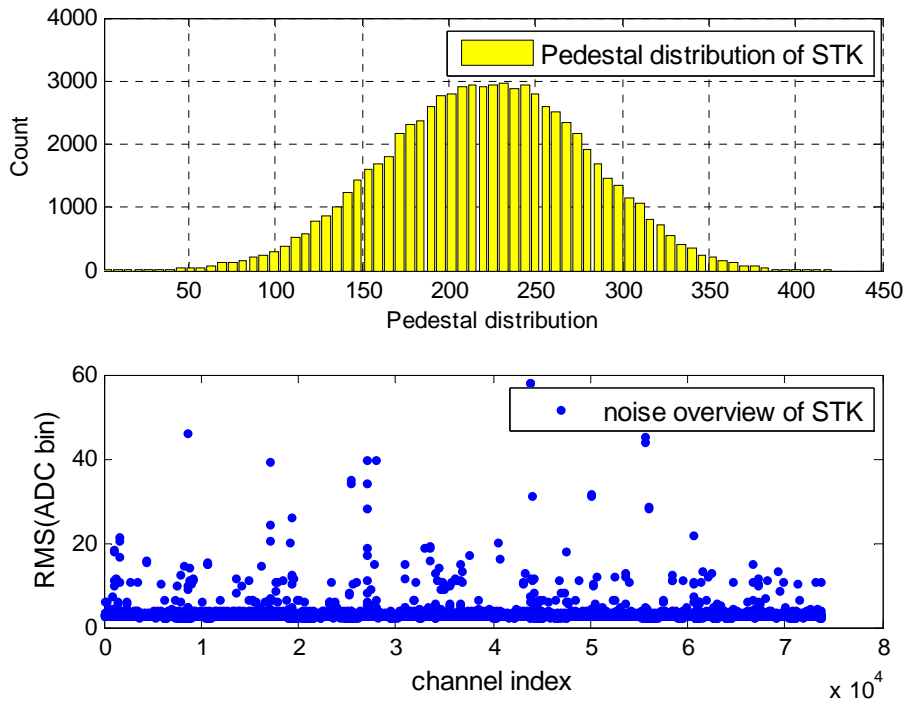 4000
3000
2000
1000
0
Count
Pedestal distribution of STK
50 100 150 200 250 300 350 400 450
Pedestal distribution
60
40
20
0
RMS(ADC bin)
noise overview of STK
0 1 2 3 4 5 6 7 8
channel index
x 10^4